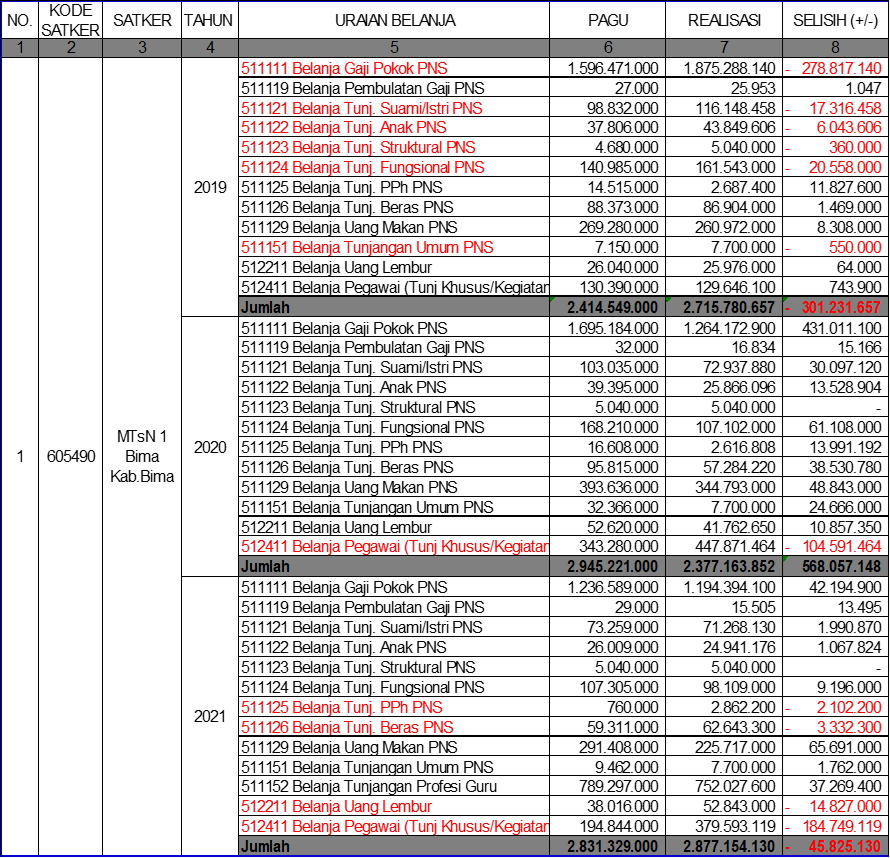 NO. KODE SATKER SATKER TAHUN URAIAN BELANJA PAGU REALISASI SELISIH (+/-)
1 2 3 4 5 6 7 8
511111 Belanja Gaji Pokok PNS 1.596.471.000 1.875.288.140 - 278.817.140
511119 Belanja Pembulatan Gaji PNS 27.000 25.953 1.047
511121 Belanja Tunj. Suami/Istri PNS 98.832.000 116.148.458 - 17.316.458
511122 Belanja Tunj. Anak PNS 37.806.000 43.849.606 - 6.043.606
511123 Belanja Tunj. Struktural PNS 4.680.000 5.040.000 - 360.000
511124 Belanja Tunj. Fungsional PNS 140.985.000 161.543.000 - 20.558.000
2019 511125 Belanja Tunj. PPh PNS 14.515.000 2.687.400 11.827.600
511126 Belanja Tunj. Beras PNS 88.373.000 86.904.000 1.469.000
511129 Belanja Uang Makan PNS 269.280.000 260.972.000 8.308.000
511151 Belanja Tunjangan Umum PNS 7.150.000 7.700.000 - 550.000
512211 Belanja Uang Lembur 26.040.000 25.976.000 64.000
512411 Belanja Pegawai (Tunj Khusus/Kegiatan 130.390.000 129.646.100 743.900
Jumlah 2.414.549.000 2.715.780.657 - 301.231.657
511111 Belanja Gaji Pokok PNS 1.695.184.000 1.264.172.900 431.011.100
511119 Belanja Pembulatan Gaji PNS 32.000 16.834 15.166
511121 Belanja Tunj. Suami/Istri PNS 103.035.000 72.937.880 30.097.120
511122 Belanja Tunj. Anak PNS 39.395.000 25.866.096 13.528.904
511123 Belanja Tunj. Struktural PNS 5.040.000 5.040.000 -
511124 Belanja Tunj. Fungsional PNS 168.210.000 107.102.000 61.108.000
1 605490 MTsN 1 Bima Kab.Bima 2020 511125 Belanja Tunj. PPh PNS 16.608.000 2.616.808 13.991.192
511126 Belanja Tunj. Beras PNS 95.815.000 57.284.220 38.530.780
511129 Belanja Uang Makan PNS 393.636.000 344.793.000 48.843.000
511151 Belanja Tunjangan Umum PNS 32.366.000 7.700.000 24.666.000
512211 Belanja Uang Lembur 52.620.000 41.762.650 10.857.350
512411 Belanja Pegawai (Tunj Khusus/Kegiatan 343.280.000 447.871.464 - 104.591.464
Jumlah 2.945.221.000 2.377.163.852 568.057.148
511111 Belanja Gaji Pokok PNS 1.236.589.000 1.194.394.100 42.194.900
511119 Belanja Pembulatan Gaji PNS 29.000 15.505 13.495
511121 Belanja Tunj. Suami/Istri PNS 73.259.000 71.268.130 1.990.870
511122 Belanja Tunj. Anak PNS 26.009.000 24.941.176 1.067.824
511123 Belanja Tunj. Struktural PNS 5.040.000 5.040.000 -
511124 Belanja Tunj. Fungsional PNS 107.305.000 98.109.000 9.196.000
2021 511125 Belanja Tunj. PPh PNS 760.000 2.862.200 - 2.102.200
511126 Belanja Tunj. Beras PNS 59.311.000 62.643.300 - 3.332.300
511129 Belanja Uang Makan PNS 291.408.000 225.717.000 65.691.000
511151 Belanja Tunjangan Umum PNS 9.462.000 7.700.000 1.762.000
511152 Belanja Tunjangan Profesi Guru 789.297.000 752.027.600 37.269.400
512211 Belanja Uang Lembur 38.016.000 52.843.000 - 14.827.000
512411 Belanja Pegawai (Tunj Khusus/Kegiatan 194.844.000 379.593.119 - 184.749.119
Jumlah 2.831.329.000 2.877.154.130 - 45.825.130